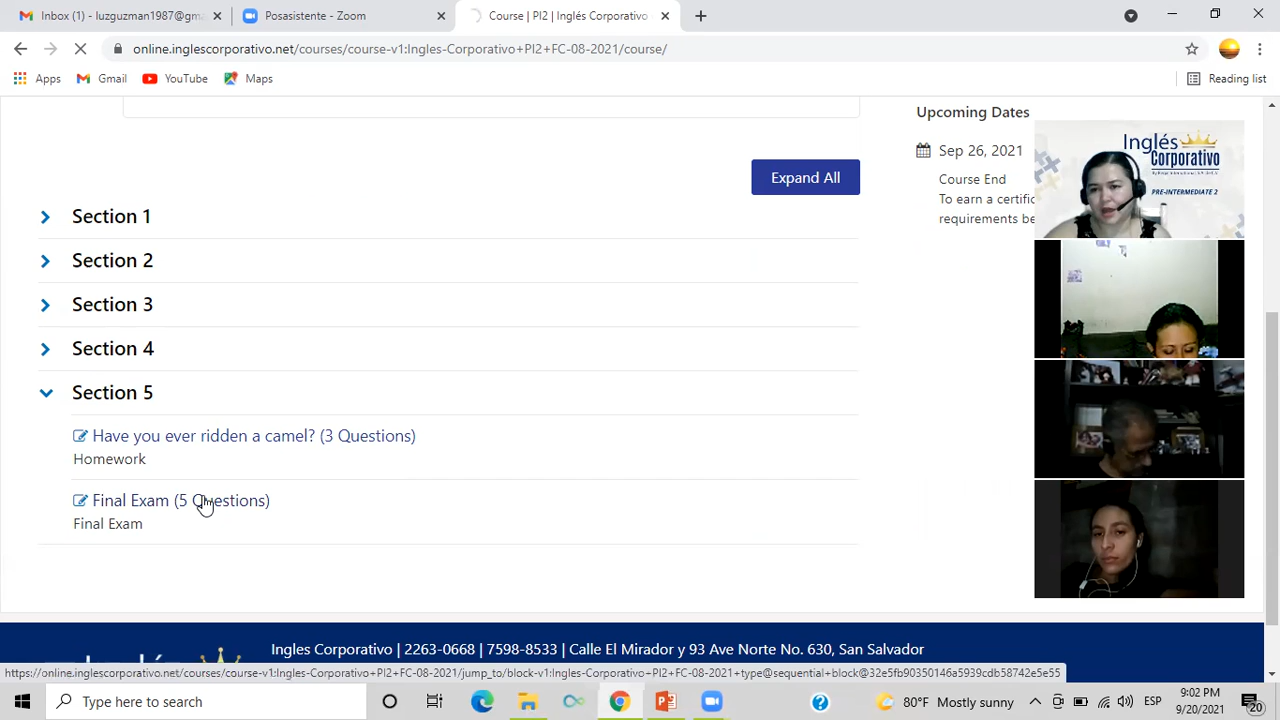 Inbox (1) - luzguzman1987@gm
Posasistente - Zoom
Course | PI2 | Inglés Corporativo
online.inglescorporativo.net/courses/course-v1:Ingles-Corporativo+PI2+FC-08-2021/course/
Apps
Gmail
YouTube
Maps
Reading list
Upcoming Dates
Sep 26, 2021
Course End
To earn a certific
requirements be
Inglés
Corporativo
PRE-INTERMEDIATE 2
Expand All
Section 1
Section 2
Section 3
Section 4
Section 5
Have you ever ridden a camel? (3 Questions)
Homework
Final Exam (5 Questions)
Final Exam
Ingles Corporativo | 2263-0668 | 7598-8533 | Calle El Mirador y 93 Ave Norte No. 630, San Salvador
https://online.inglescorporativo.net/courses/course-v1:Ingles-Corporativo+PI2+FC-08-2021/jump_to/block-v1:Ingles-Corporativo+PI2+FC-08-2021+type@sequential+block@32e5fb90350146a5939cdb58742e5e55
Type here to search
80°F Mostly sunny
ESP
9:02 PM
9/20/2021
20